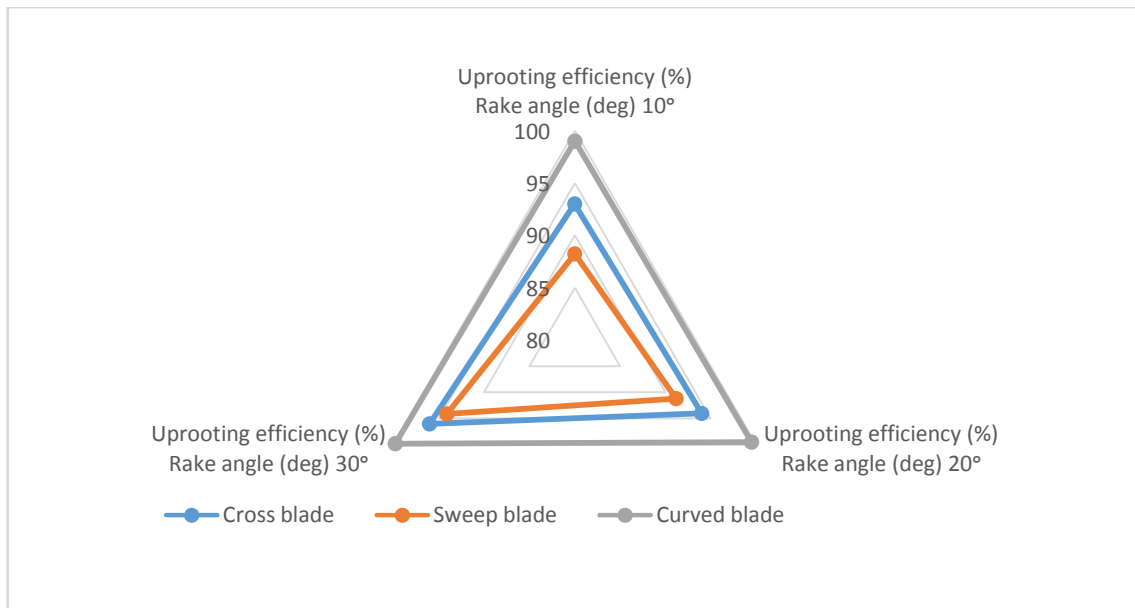 Uprooting efficiency (%)
Rake angle (deg) 10°
100
95
90
85
80
Uprooting efficiency (%)
Rake angle (deg) 30°
Uprooting efficiency (%)
Rake angle (deg) 20°
Cross blade
Sweep blade
Curved blade